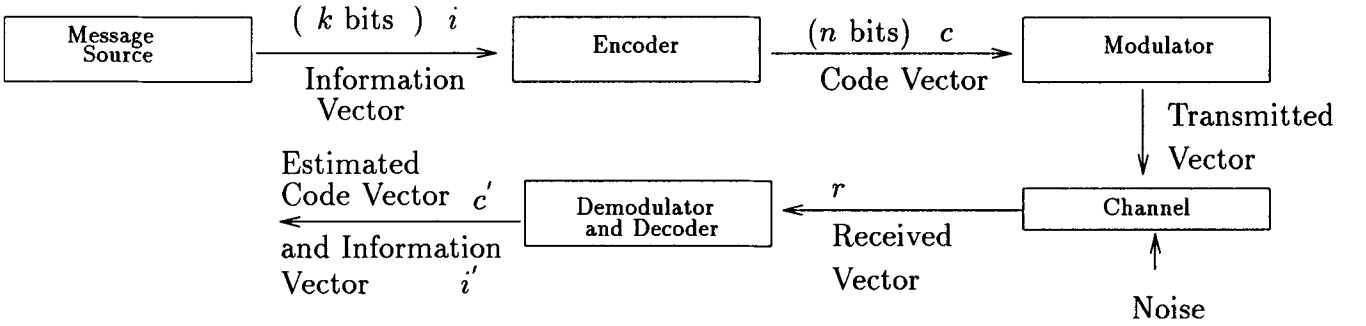 ( k bits ) i
(n bits) c
Message
Source
Encoder
Modulator
Information
Vector
Code Vector
Transmitted
Vector
Estimated
Code Vector c'
r
Demodulator
and Decoder
Channel
and Information
Vector i'
Received
Vector
Noise